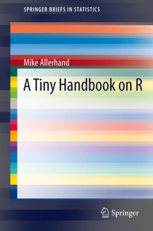 SPRINGER BRIEFS IN STATISTICS
Mike Allerhand
A Tiny Handbook on R
Springer